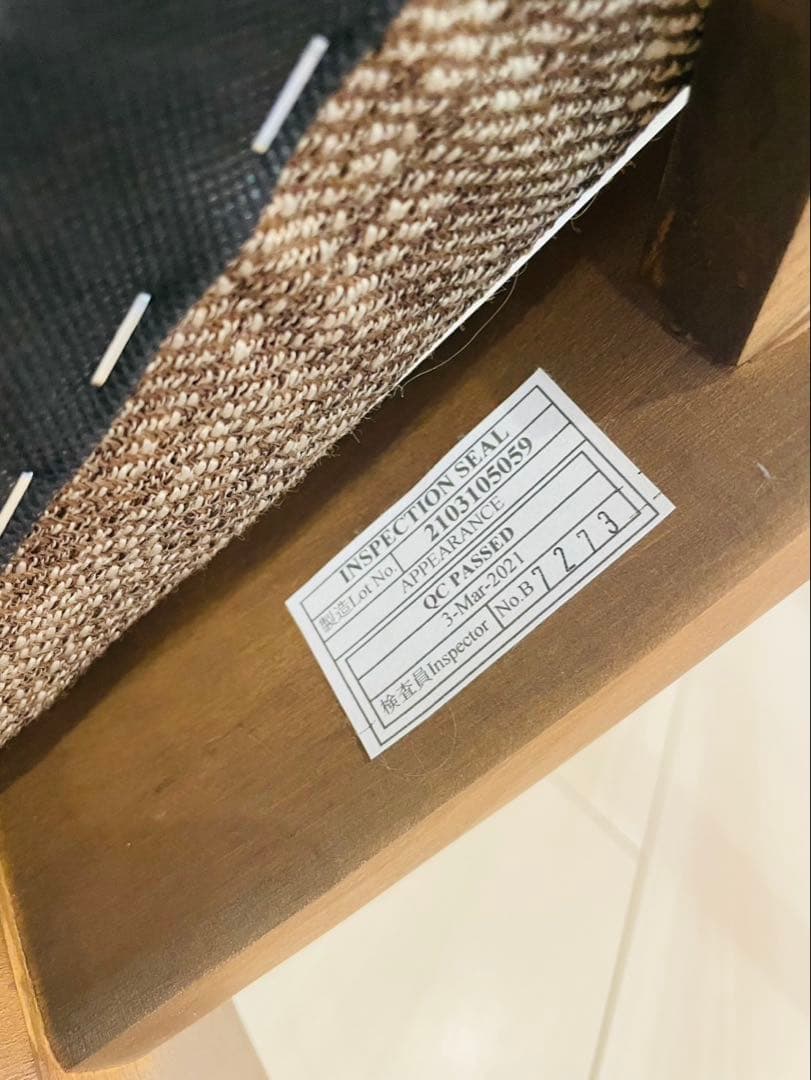 INSPECTION SEAL
製造Lot No. 2103105059
APPEARANCE
QC PASSED
3-Mar-2021
検査員Inspector No.B 7273